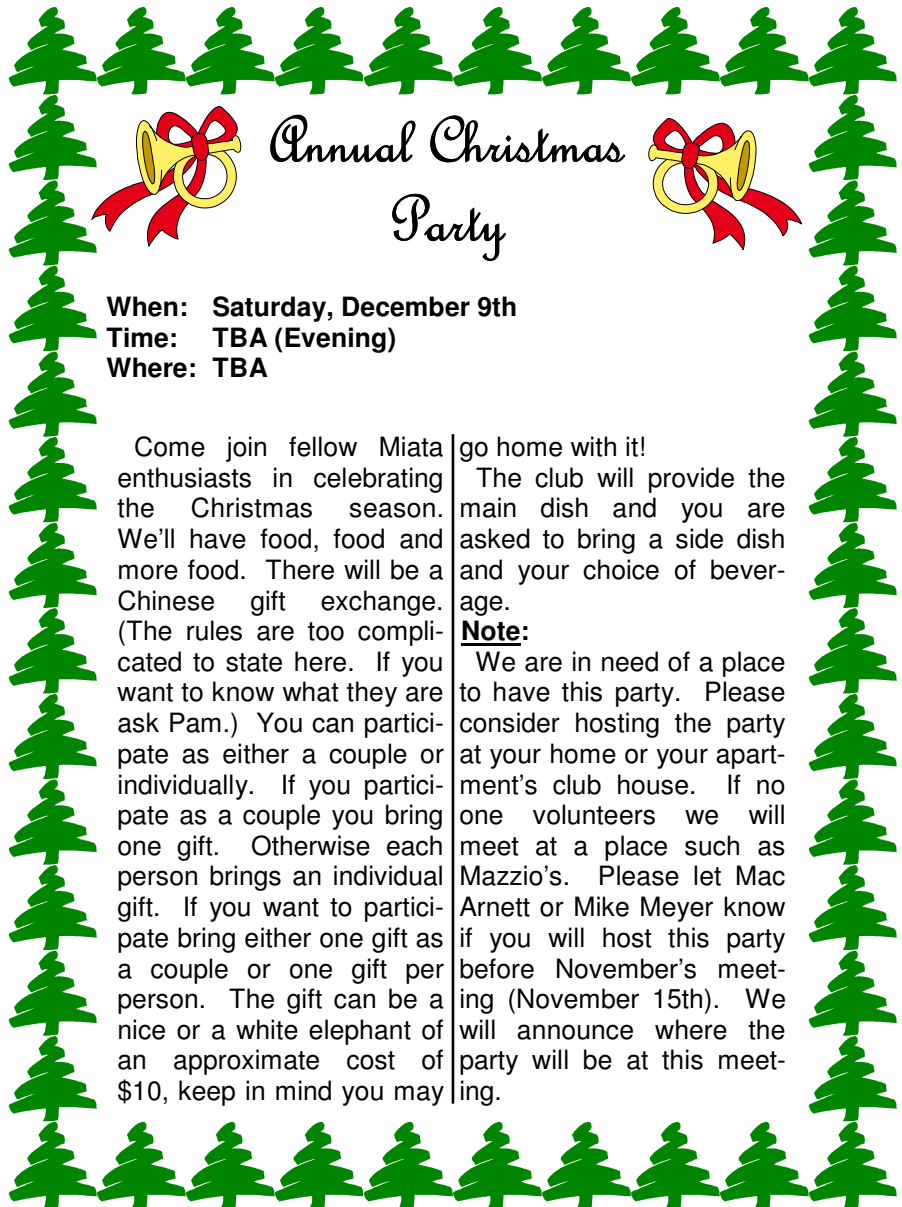 Annual Christmas
Party
When: Saturday, December 9th
Time: TBA (Evening)
Where: TBA
Come join fellow Miata
enthusiasts in celebrating
the Christmas season.
We'll have food, food and
more food. There will be a
Chinese gift exchange.
(The rules are too compli-
cated to state here. If you
want to know what they are
ask Pam.) You can partici-
pate as either a couple or
individually. If you partici-
pate as a couple you bring
one gift. Otherwise each
person brings an individual
gift. If you want to partici-
pate bring either one gift as
a couple or one gift per
person. The gift can be a
nice or a white elephant of
an approximate cost of
$10, keep in mind you may
go home with it!
The club will provide the
main dish and you are
asked to bring a side dish
and your choice of bever-
age.
Note:
We are in need of a place
to have this party. Please
consider hosting the party
at your home or your apart-
ment's club house. If no
one volunteers we will
meet at a place such as
Mazzio's. Please let Mac
Arnett or Mike Meyer know
if you will host this party
before November's meet-
ing (November 15th). We
will announce where the
party will be at this meet-
ing.